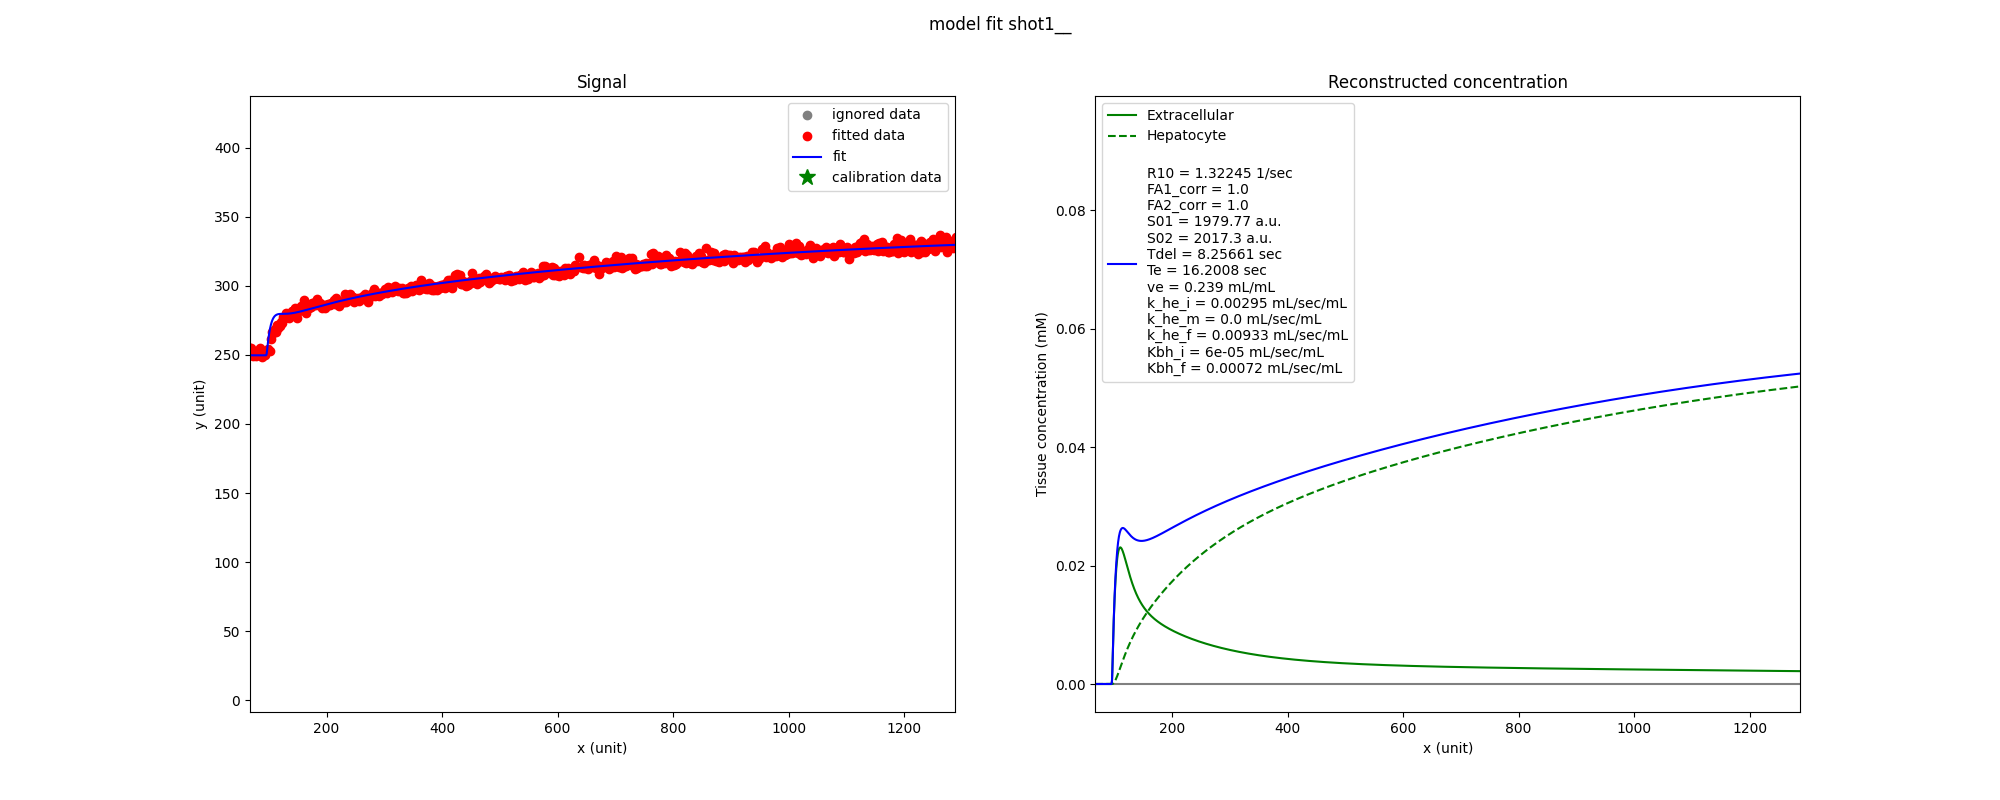 model fit shot1__
Signal
400
350
300
250
200
150
100
50
0
y (unit)
200 400 600 800 1000 1200
x (unit)
ignored data
fitted data
fit
calibration data
Reconstructed concentration
0.08
0.06
0.04
0.02
0.00
Tissue concentration (mM)
200 400 600 800 1000 1200
x (unit)
Extracellular
Hepatocyte
R10 = 1.32245 1/sec
FA1_corr = 1.0
FA2_corr = 1.0
S01 = 1979.77 a.u.
S02 = 2017.3 a.u.
Tdel = 8.25661 sec
Te = 16.2008 sec
ve = 0.239 mL/mL
k_he_i = 0.00295 mL/sec/mL
k_he_m = 0.0 mL/sec/mL
k_he_f = 0.00933 mL/sec/mL
Kbh_i = 6e-05 mL/sec/mL
Kbh_f = 0.00072 mL/sec/mL